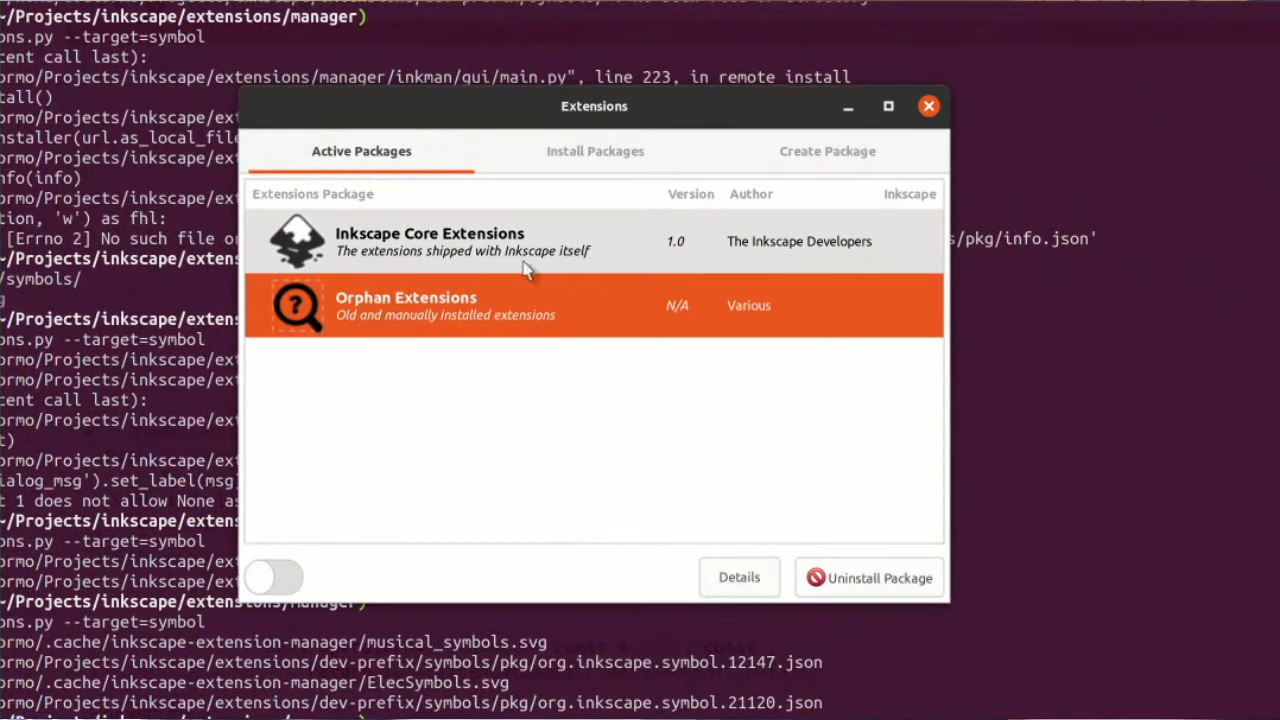 ~/Projects/inkscape/extensions/manager)
ons.py --target=symbol
cent call last):
ormo/Projects/inkscape/extensions/manager/inkman/gui/main.py", line 223, in remote_install
tall()
ormo/Projects/inkscape/exte
nstaller(url.as_local_file
ormo/Projects/inkscape/exte
nfo(info)
ormo/Projects/inkscape/exte
tion, 'w') as fhl:
[Errno 2] No such file or
s/pkg/info.json'
~/Projects/inkscape/extens
/symbols/
g
~/Projects/inkscape/extens
ons.py --target=symbol
ormo/Projects/inkscape/ext
ormo/Projects/inkscape/ext
cent call last):
ormo/Projects/inkscape/ext
t)
ormo/Projects/inkscape/ext
ialog_msg').set_label(msg)
t 1 does not allow None as
~/Projects/inkscape/extens
ons.py --target=symbol
ormo/Projects/inkscape/ext
ormo/Projects/inkscape/ext
~/Projects/inkscape/extensions/manager)
ons.py --target=symbol
ormo/.cache/inkscape-extension-manager/musical_symbols.svg
ormo/Projects/inkscape/extensions/dev-prefix/symbols/pkg/org.inkscape.symbol.12147.json
ormo/.cache/inkscape-extension-manager/ElecSymbols.svg
ormo/Projects/inkscape/extensions/dev-prefix/symbols/pkg/org.inkscape.symbol.21120.json
Extensions
Active Packages Install Packages Create Package
Extensions Package Version Author Inkscape
Inkscape Core Extensions
The extensions shipped with Inkscape itself
1.0 The Inkscape Developers
Orphan Extensions
Old and manually installed extensions
N/A Various
Details Uninstall Package